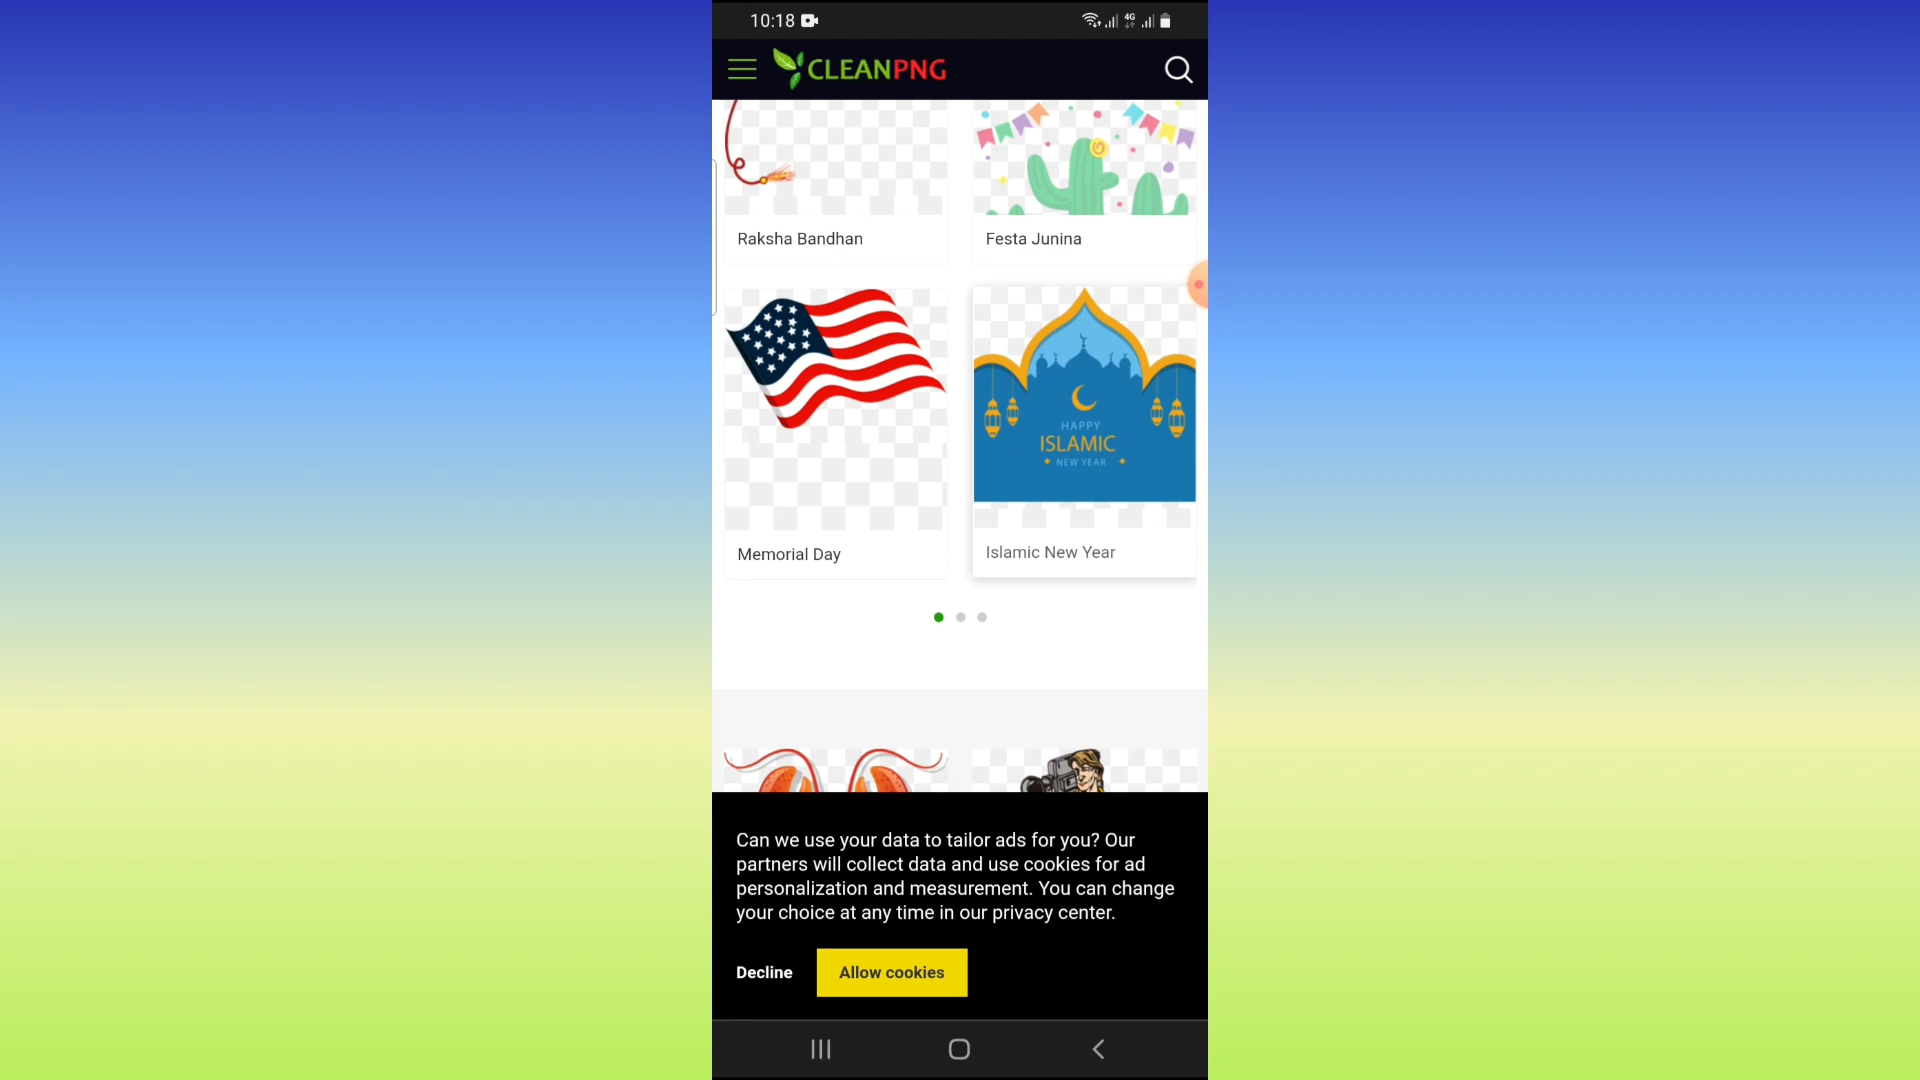 10:18
4G
CLEANPNG
Raksha Bandhan
Festa Junina
HAPPY
ISLAMIC
NEW YEAR
Memorial Day
Islamic New Year
Can we use your data to tailor ads for you? Our
partners will collect data and use cookies for ad
personalization and measurement. You can change
your choice at any time in our privacy center.
Decline
Allow cookies